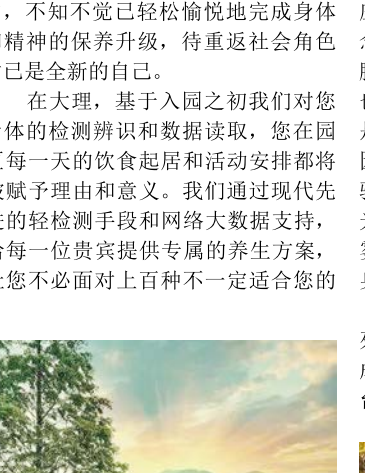 ，不知不觉已轻松愉悦地完成身体
精神的保养升级，待重返社会角色
已是全新的自己。
在大理，基于入园之初我们对您
体的检测辨识和数据读取，您在园
每一天的饮食起居和活动安排都将
赋予理由和意义。我们通过现代先
的轻检测手段和网络大数据支持，
每一位贵宾提供专属的养生方案，
您不必面对上百种不一定适合您的